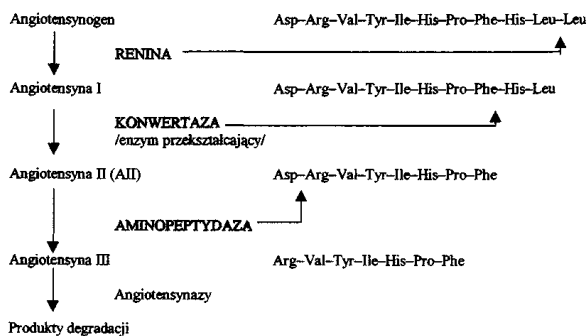 Angiotensynogen Asp–Arg–Val–Tyr–Ile–His–Pro–Phe–His–Leu–Leu
RENINA
Angiotensyna I Asp–Arg–Val–Tyr–Ile–His–Pro–Phe–His–Leu
KONWERTAZA
/enzym przekształcający/
Angiotensyna II (AII) Asp–Arg–Val–Tyr–Ile–His–Pro–Phe
AMINOPEPTYDAZA
Angiotensyna III Arg–Val–Tyr–Ile–His–Pro–Phe
Angiotensynazy
Produkty degradacji